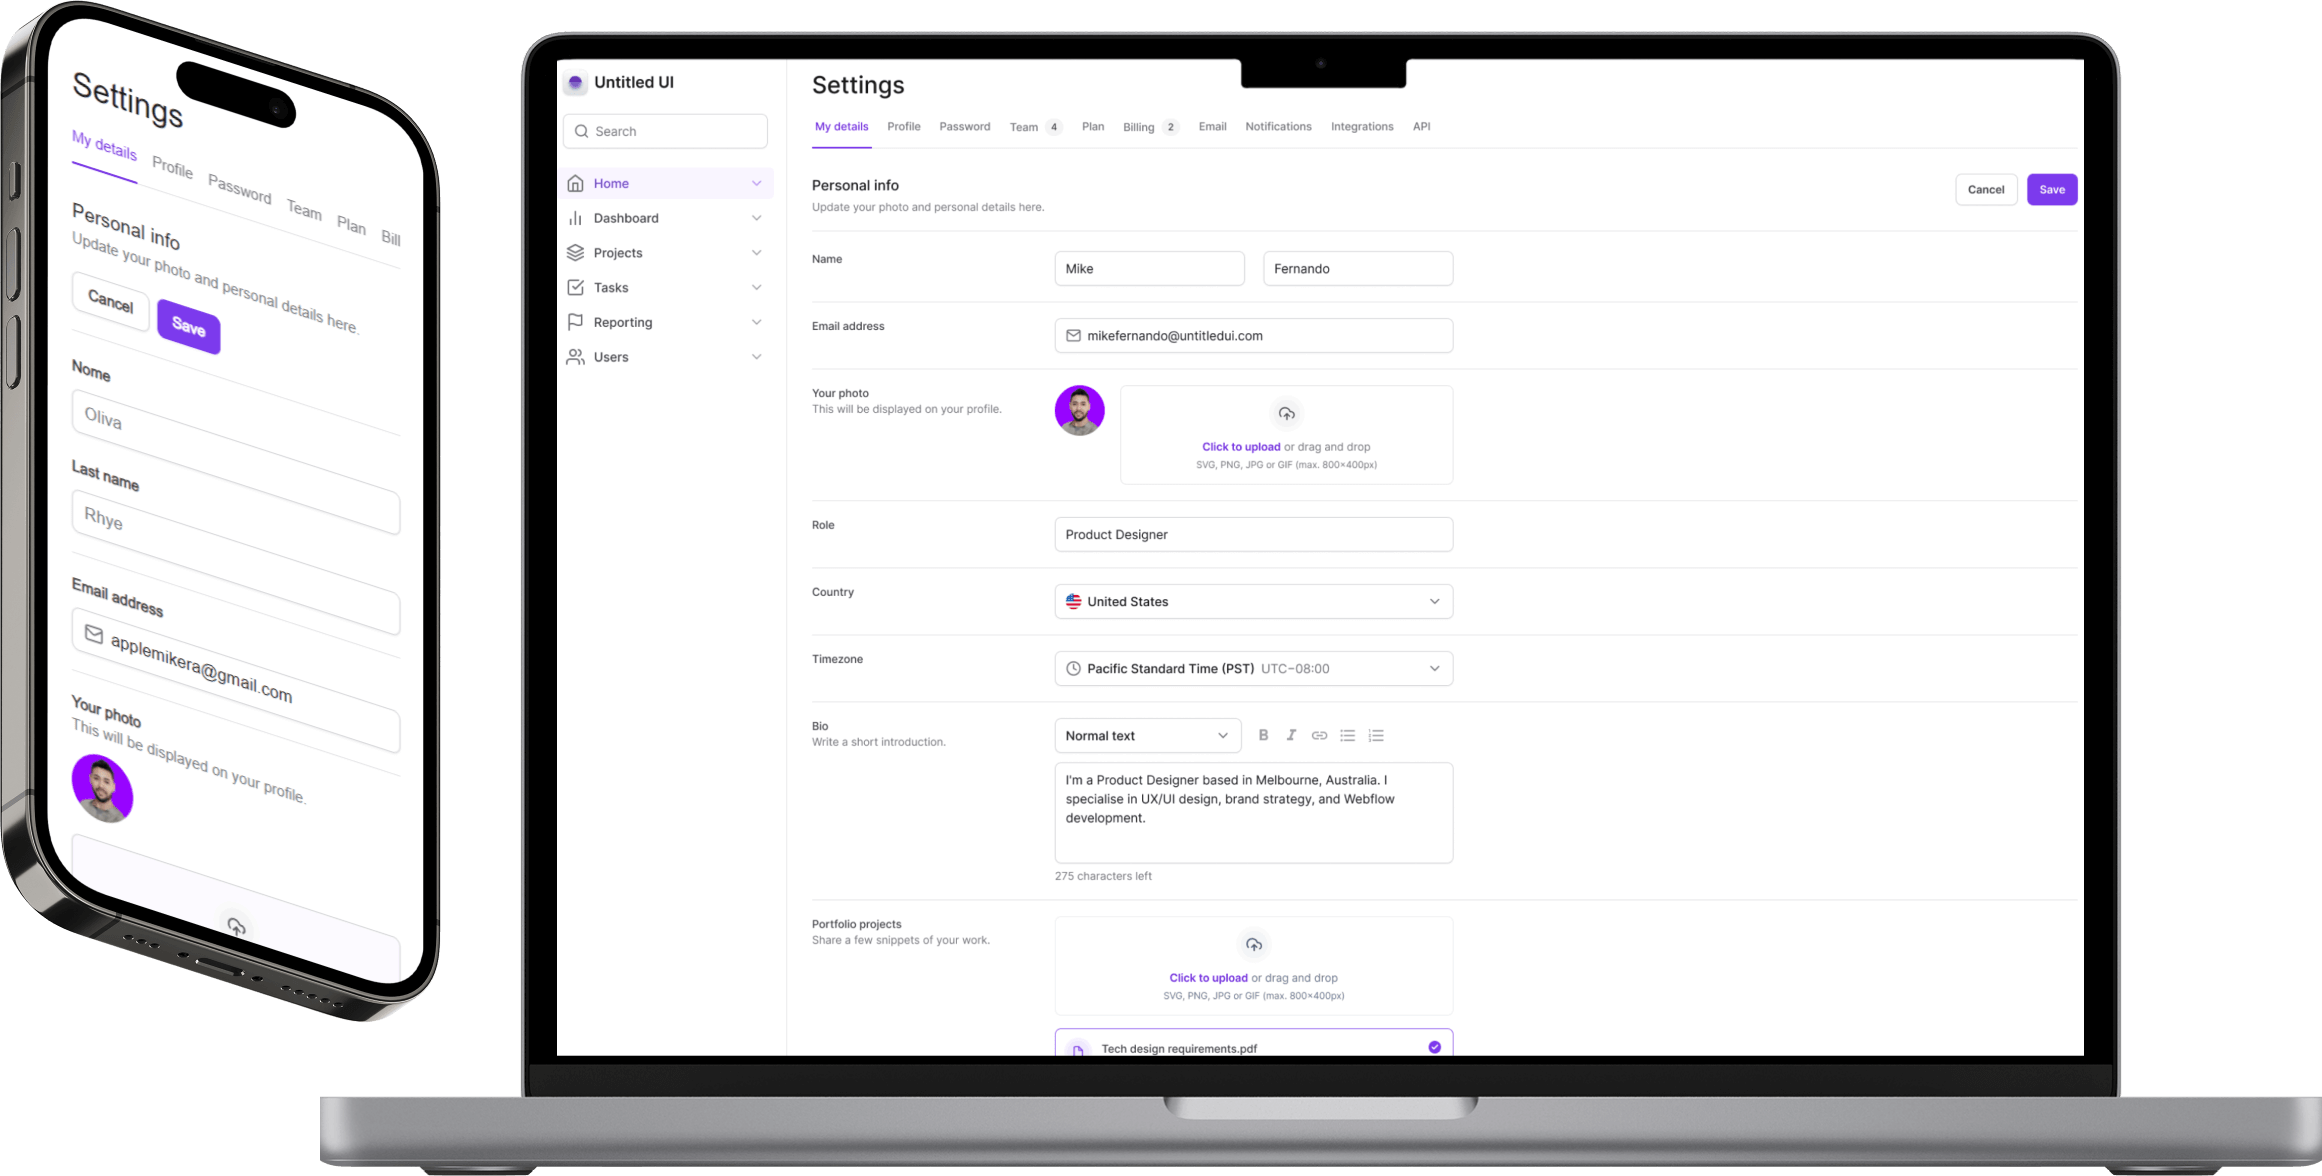 Settings
My details Profile Password Team Plan Bill
Personal info
Update your photo and personal details here.
Cancel Save
Nome
Oliva
Last name
Rhye
Email address
applemikera@gmail.com
Your photo
This will be displayed on your profile.
Untitled UI
Search
Home
Dashboard
Projects
Tasks
Reporting
Users
Settings
My details Profile Password Team 4 Plan Billing 2 Email Notifications Integrations API
Personal info
Update your photo and personal details here.
Cancel Save
Name
Mike Fernando
Email address
mikefernando@untitledui.com
Your photo
This will be displayed on your profile.
Click to upload or drag and drop
SVG, PNG, JPG or GIF (max. 800×400px)
Role
Product Designer
Country
United States
Timezone
Pacific Standard Time (PST) UTC−08:00
Bio
Write a short introduction.
Normal text
I'm a Product Designer based in Melbourne, Australia. I
specialise in UX/UI design, brand strategy, and Webflow
development.
275 characters left
Portfolio projects
Share a few snippets of your work.
Click to upload or drag and drop
SVG, PNG, JPG or GIF (max. 800×400px)
Tech design requirements.pdf